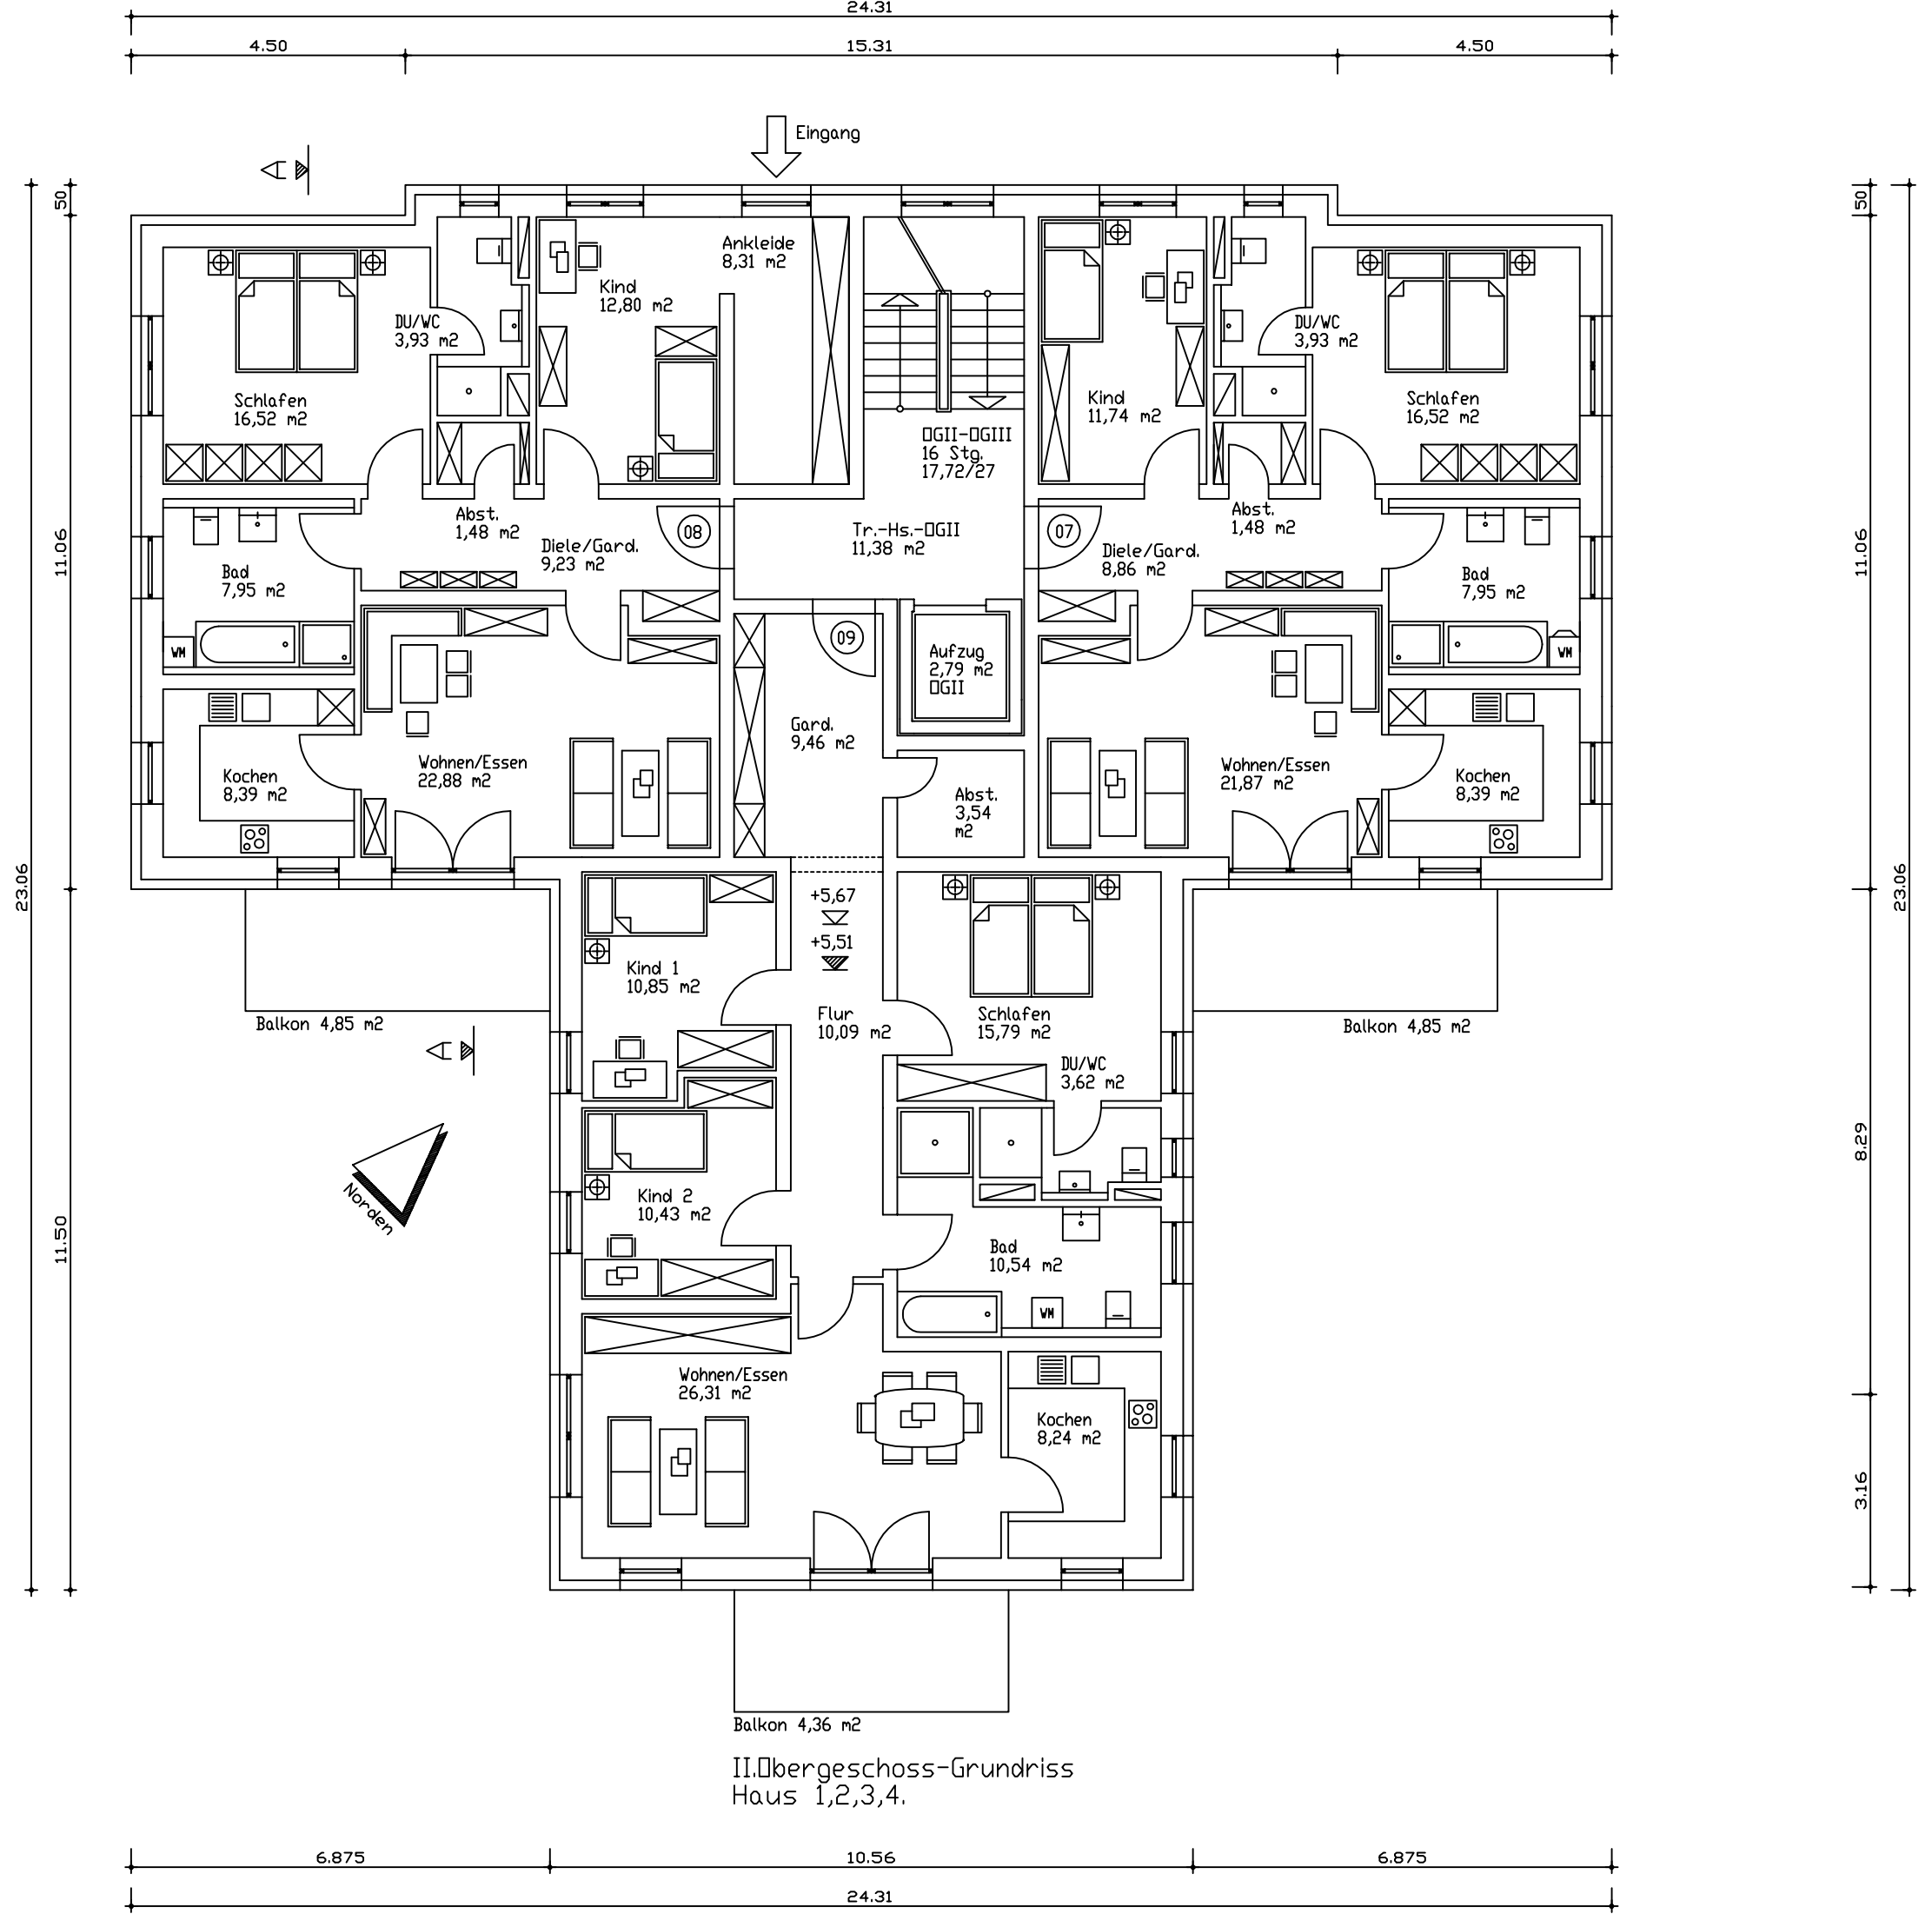 24.31
4.50
15.31
4.50
Eingang
50
50
Ankleide
8,31 m2
Kind
12,80 m2
DU/WC
3,93 m2
DU/WC
3,93 m2
Schlafen
16,52 m2
Kind
11,74 m2
Schlafen
16,52 m2
OGII-OGIII
16 Stg.
17,72/27
Abst.
1,48 m2
Abst.
1,48 m2
08
07
Tr.-Hs.-OGII
11,38 m2
Diele/Gard.
9,23 m2
Diele/Gard.
8,86 m2
11.06
11.06
Bad
7,95 m2
Bad
7,95 m2
09
WM
WM
Aufzug
2,79 m2
OGII
Gard.
9,46 m2
Wohnen/Essen
22,88 m2
Wohnen/Essen
21,87 m2
Kochen
8,39 m2
Kochen
8,39 m2
Abst.
3,54
m2
23.06
23.06
+5,67
+5,51
Kind 1
10,85 m2
Flur
10,09 m2
Schlafen
15,79 m2
Balkon 4,85 m2
Balkon 4,85 m2
DU/WC
3,62 m2
8.29
Norden
Kind 2
10,43 m2
11.50
Bad
10,54 m2
WM
Wohnen/Essen
26,31 m2
Kochen
8,24 m2
3.16
Balkon 4,36 m2
II.Obergeschoss-Grundriss
Haus 1,2,3,4.
6.875
10.56
6.875
24.31